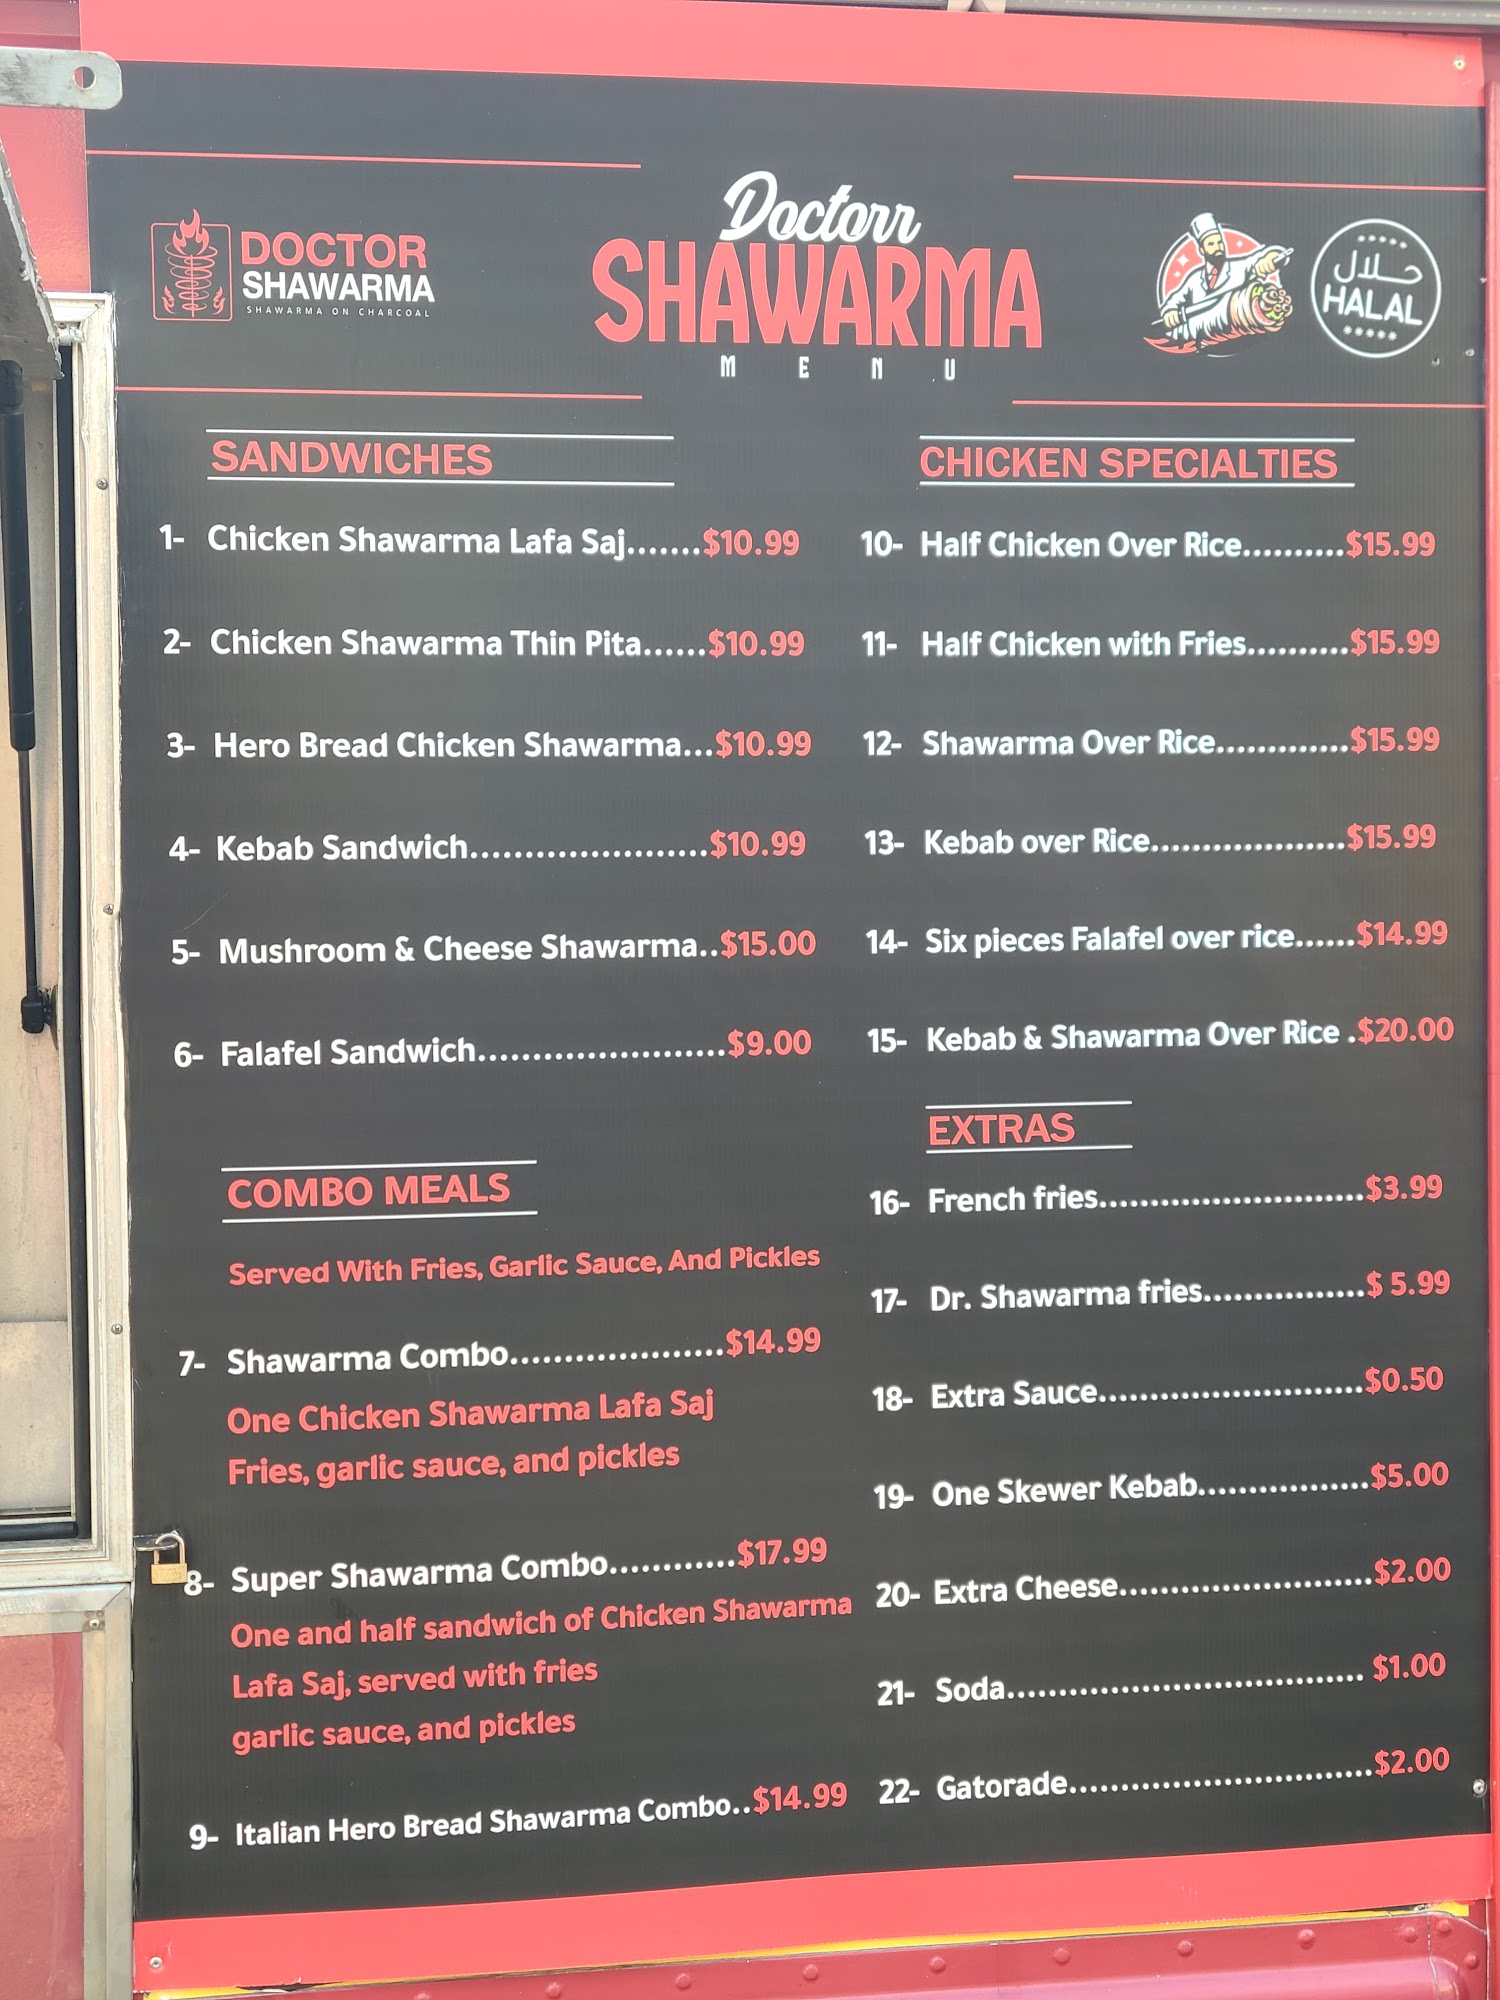 DOCTOR
SHAWARMA
SHAWARMA ON CHARCOAL
Doctorr
SHAWARMA
MENU
حلال
HALAL
SANDWICHES
1- Chicken Shawarma Lafa Saj.......$10.99
2- Chicken Shawarma Thin Pita......$10.99
3- Hero Bread Chicken Shawarma...$10.99
4- Kebab Sandwich......................$10.99
5- Mushroom & Cheese Shawarma..$15.00
6- Falafel Sandwich.......................$9.00
COMBO MEALS
Served With Fries, Garlic Sauce, And Pickles
7- Shawarma Combo....................$14.99
One Chicken Shawarma Lafa Saj
Fries, garlic sauce, and pickles
8- Super Shawarma Combo............$17.99
One and half sandwich of Chicken Shawarma
Lafa Saj, served with fries
garlic sauce, and pickles
9- Italian Hero Bread Shawarma Combo..$14.99
CHICKEN SPECIALTIES
10- Half Chicken Over Rice..........$15.99
11- Half Chicken with Fries..........$15.99
12- Shawarma Over Rice.............$15.99
13- Kebab over Rice...................$15.99
14- Six pieces Falafel over rice......$14.99
15- Kebab & Shawarma Over Rice .$20.00
EXTRAS
16- French fries..........................$3.99
17- Dr. Shawarma fries................$ 5.99
18- Extra Sauce..........................$0.50
19- One Skewer Kebab.................$5.00
20- Extra Cheese.........................$2.00
21- Soda................................... $1.00
22- Gatorade..............................$2.00